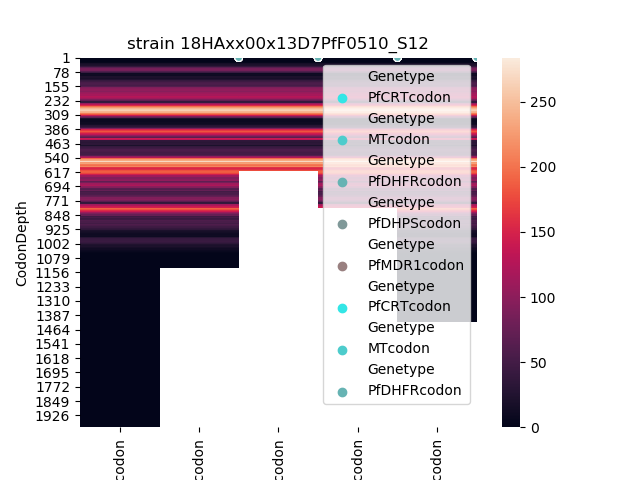 strain 18HAxx00x13D7PfF0510_S12
CodonDepth
1
78
155
232
309
386
463
540
617
694
771
848
925
1002
1079
1156
1233
1310
1387
1464
1541
1618
1695
1772
1849
1926
Genetype
PfCRTcodon
Genetype
MTcodon
Genetype
PfDHFRcodon
Genetype
PfDHPScodon
Genetype
PfMDR1codon
Genetype
PfCRTcodon
Genetype
MTcodon
Genetype
PfDHFRcodon
250
200
150
100
50
0
codon
codon
codon
codon
codon